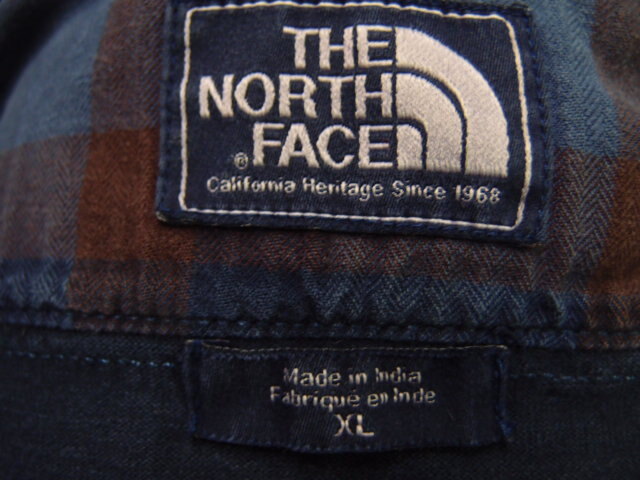 THE
NORTH
FACE
®
California Heritage Since 1968
Made in India
Fabriqué en Inde
XL